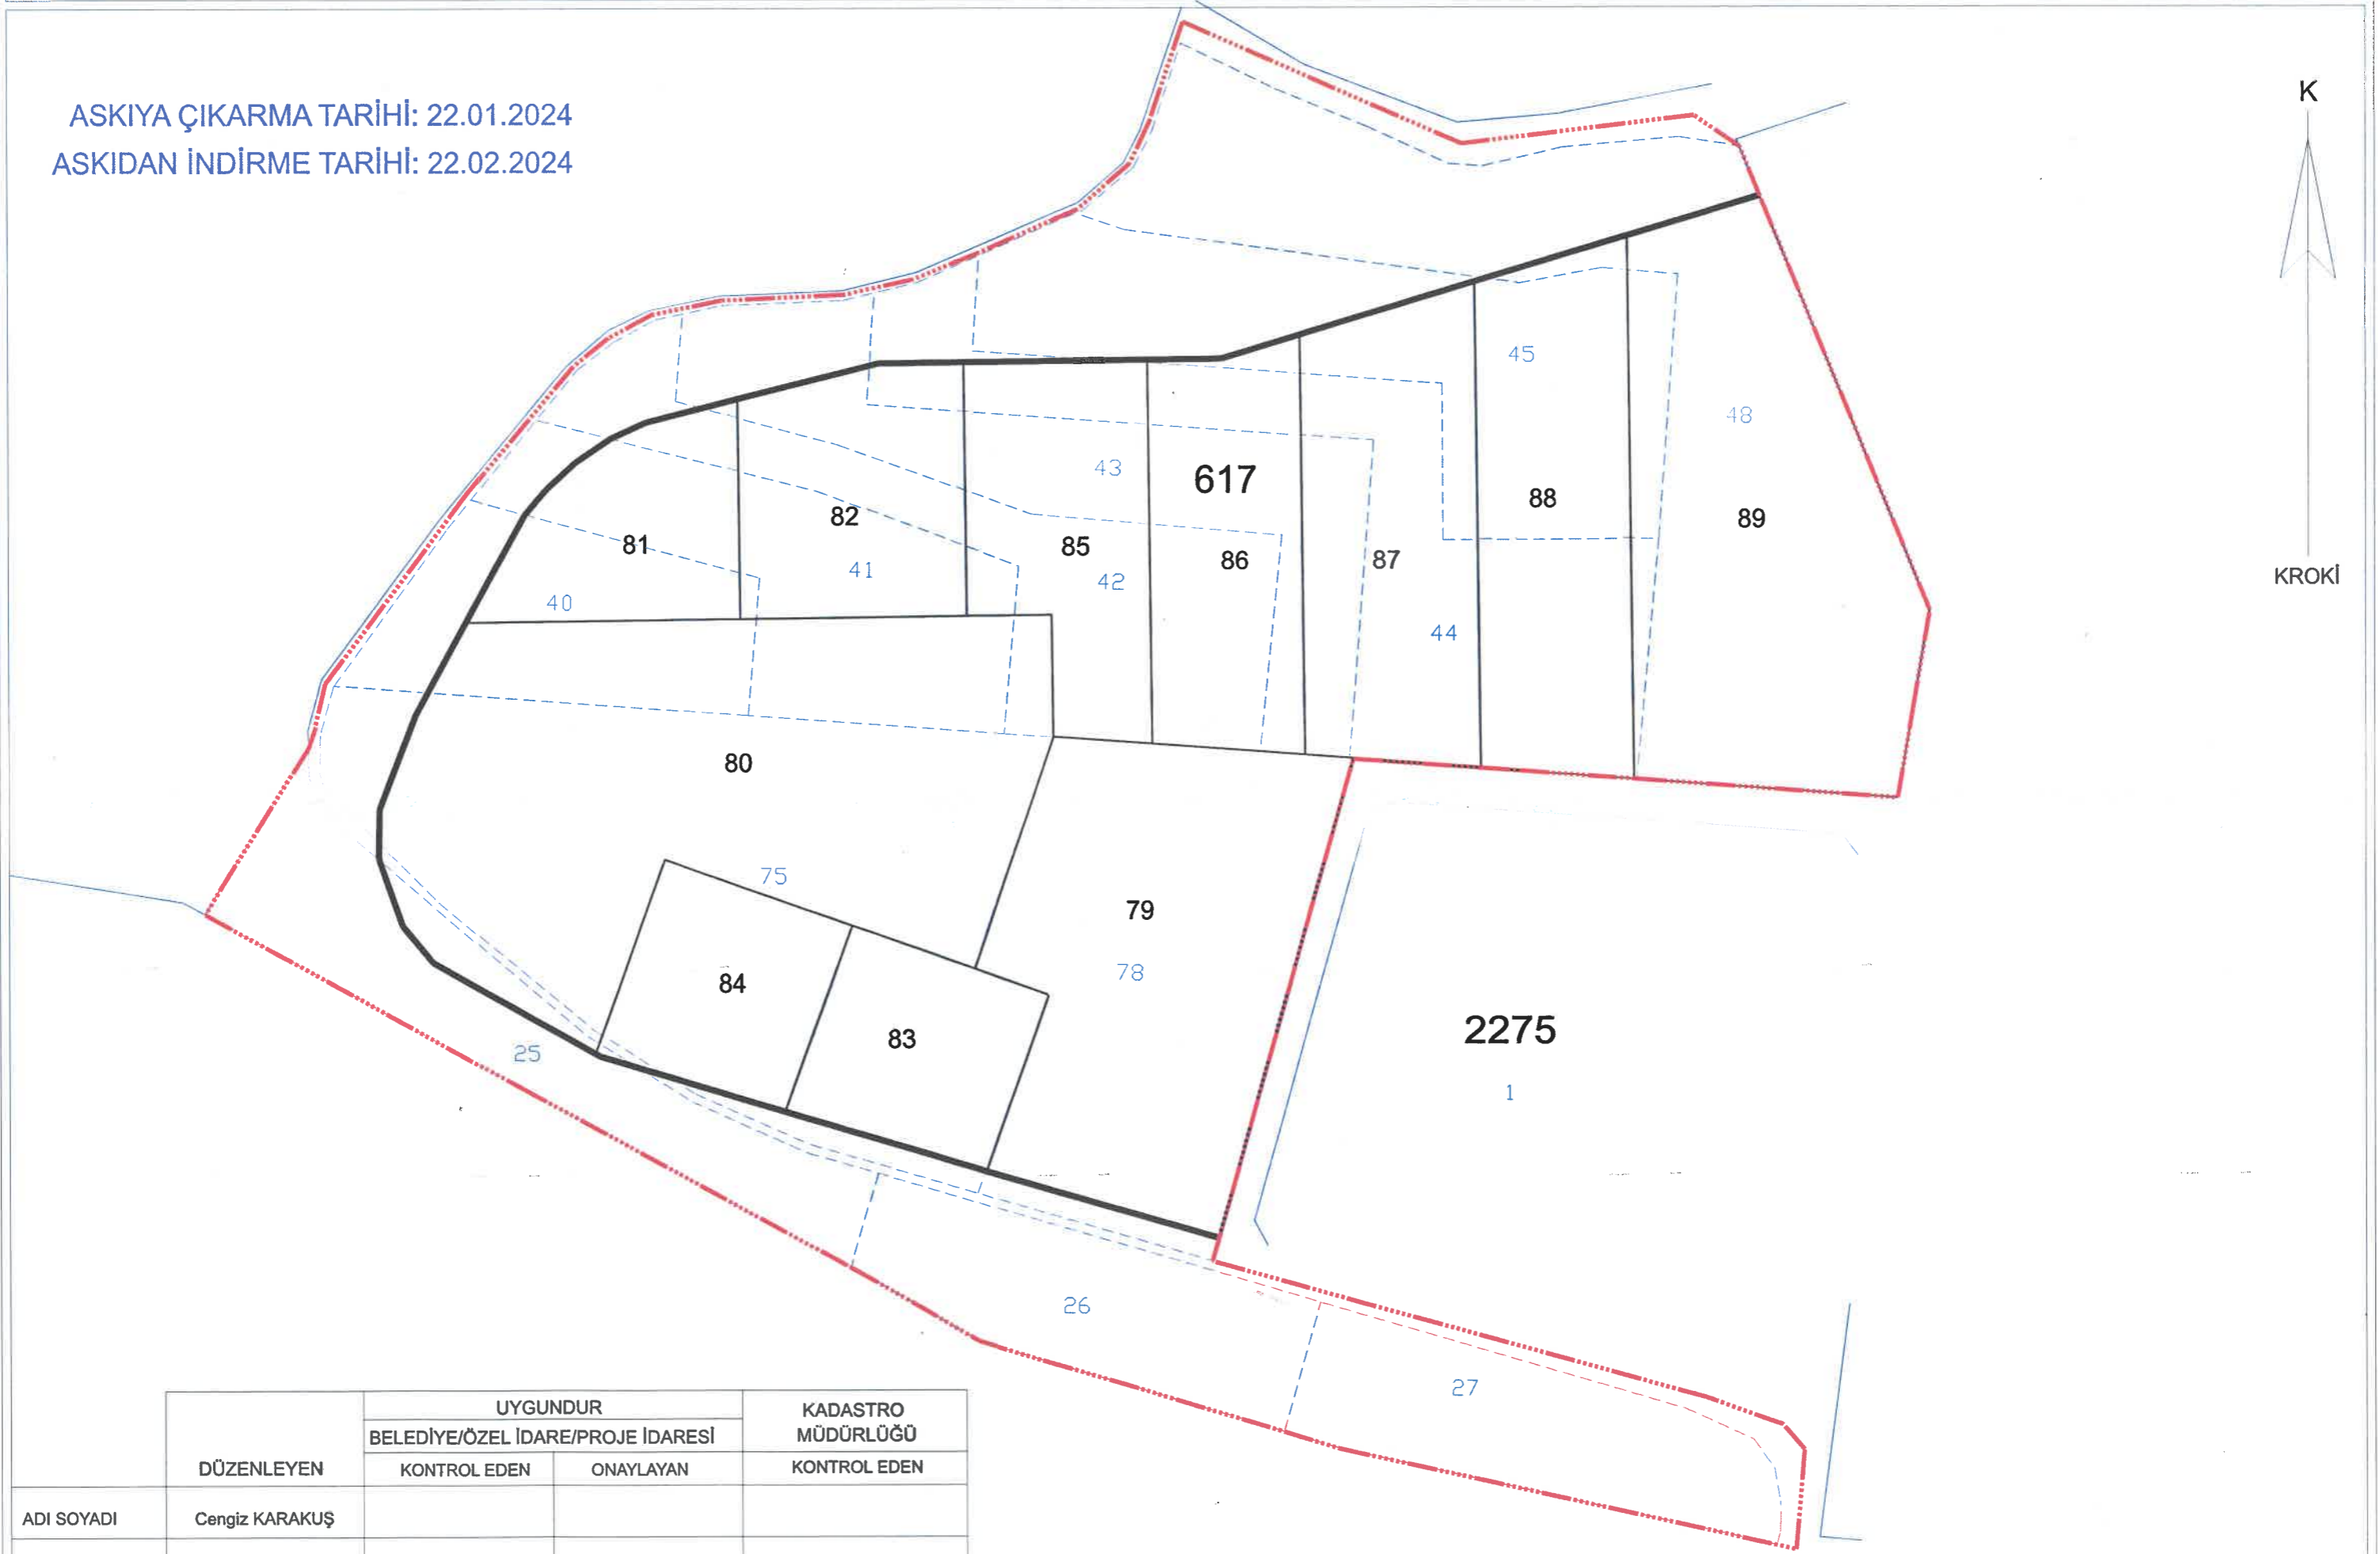 ASKIYA ÇIKARMA TARİHİ: 22.01.2024
ASKIDAN İNDİRME TARİHİ: 22.02.2024
K
KROKİ
45
48
43
617
82
88
89
81
85
86
87
41
42
40
44
80
75
79
78
84
83
2275
25
1
26
27
UYGUNDUR
KADASTRO
MÜDÜRLÜĞÜ
BELEDİYE/ÖZEL İDARE/PROJE İDARESİ
DÜZENLEYEN
KONTROL EDEN
ONAYLAYAN
KONTROL EDEN
ADI SOYADI
Cengiz KARAKUŞ